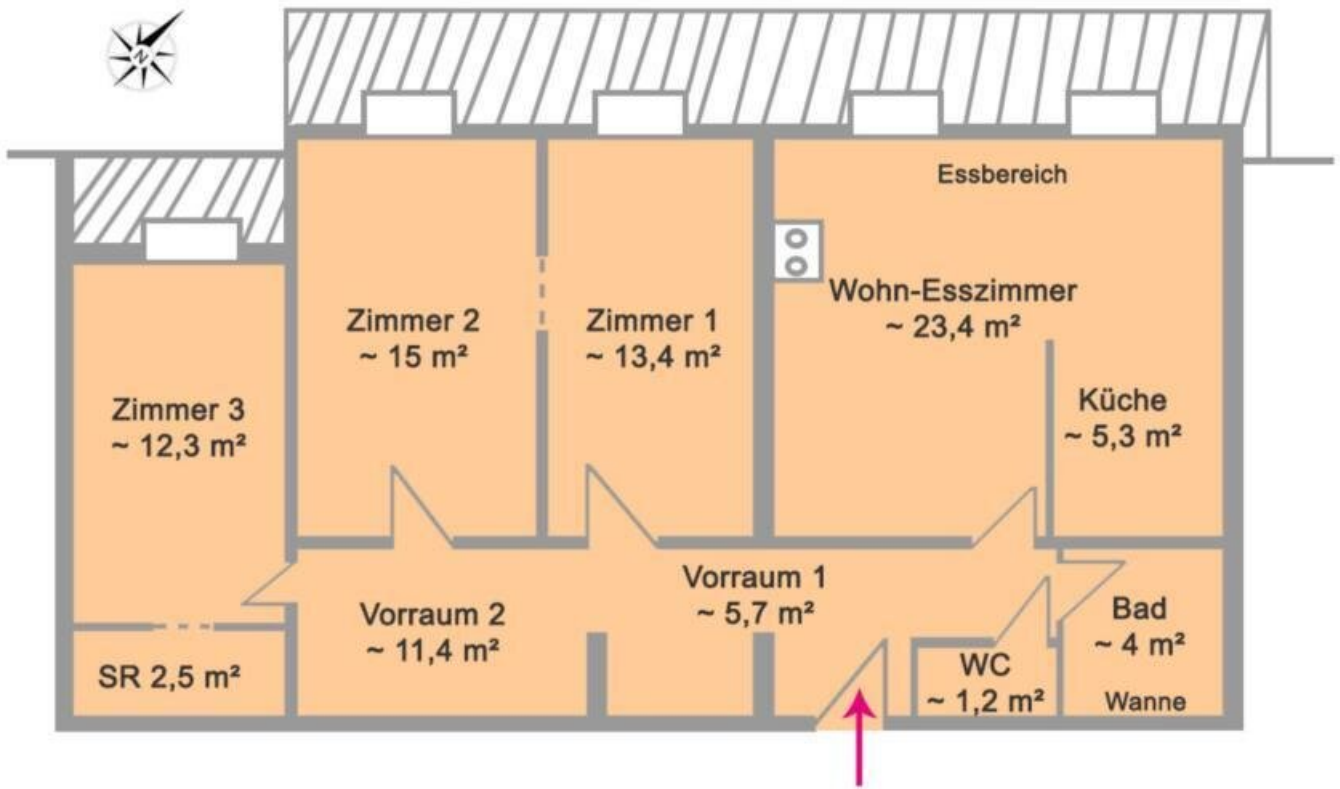 N
Essbereich
Wohn-Esszimmer
~ 23,4 m²
Zimmer 2
~ 15 m²
Zimmer 1
~ 13,4 m²
Zimmer 3
~ 12,3 m²
Küche
~ 5,3 m²
Vorraum 1
~ 5,7 m²
Vorraum 2
~ 11,4 m²
Bad
~ 4 m²
Wanne
WC
~ 1,2 m²
SR 2,5 m²